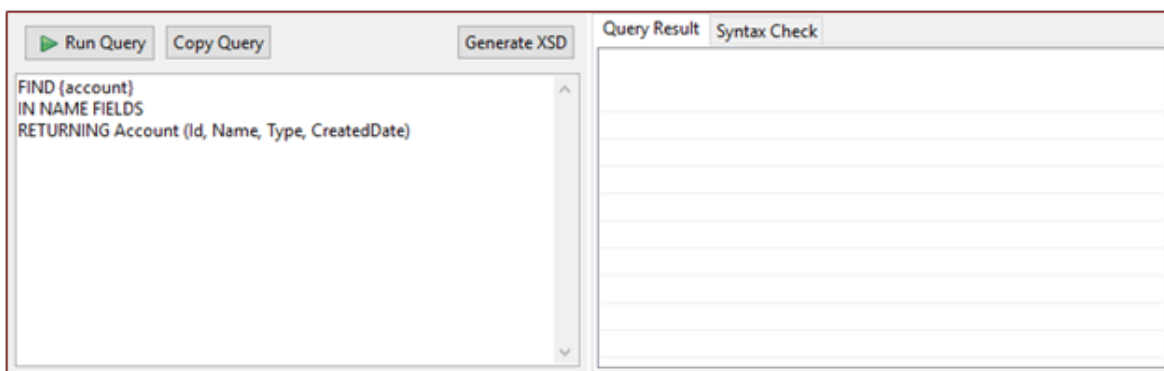 Run Query Copy Query Generate XSD
FIND {account}
IN NAME FIELDS
RETURNING Account (Id, Name, Type, CreatedDate)
Query Result Syntax Check